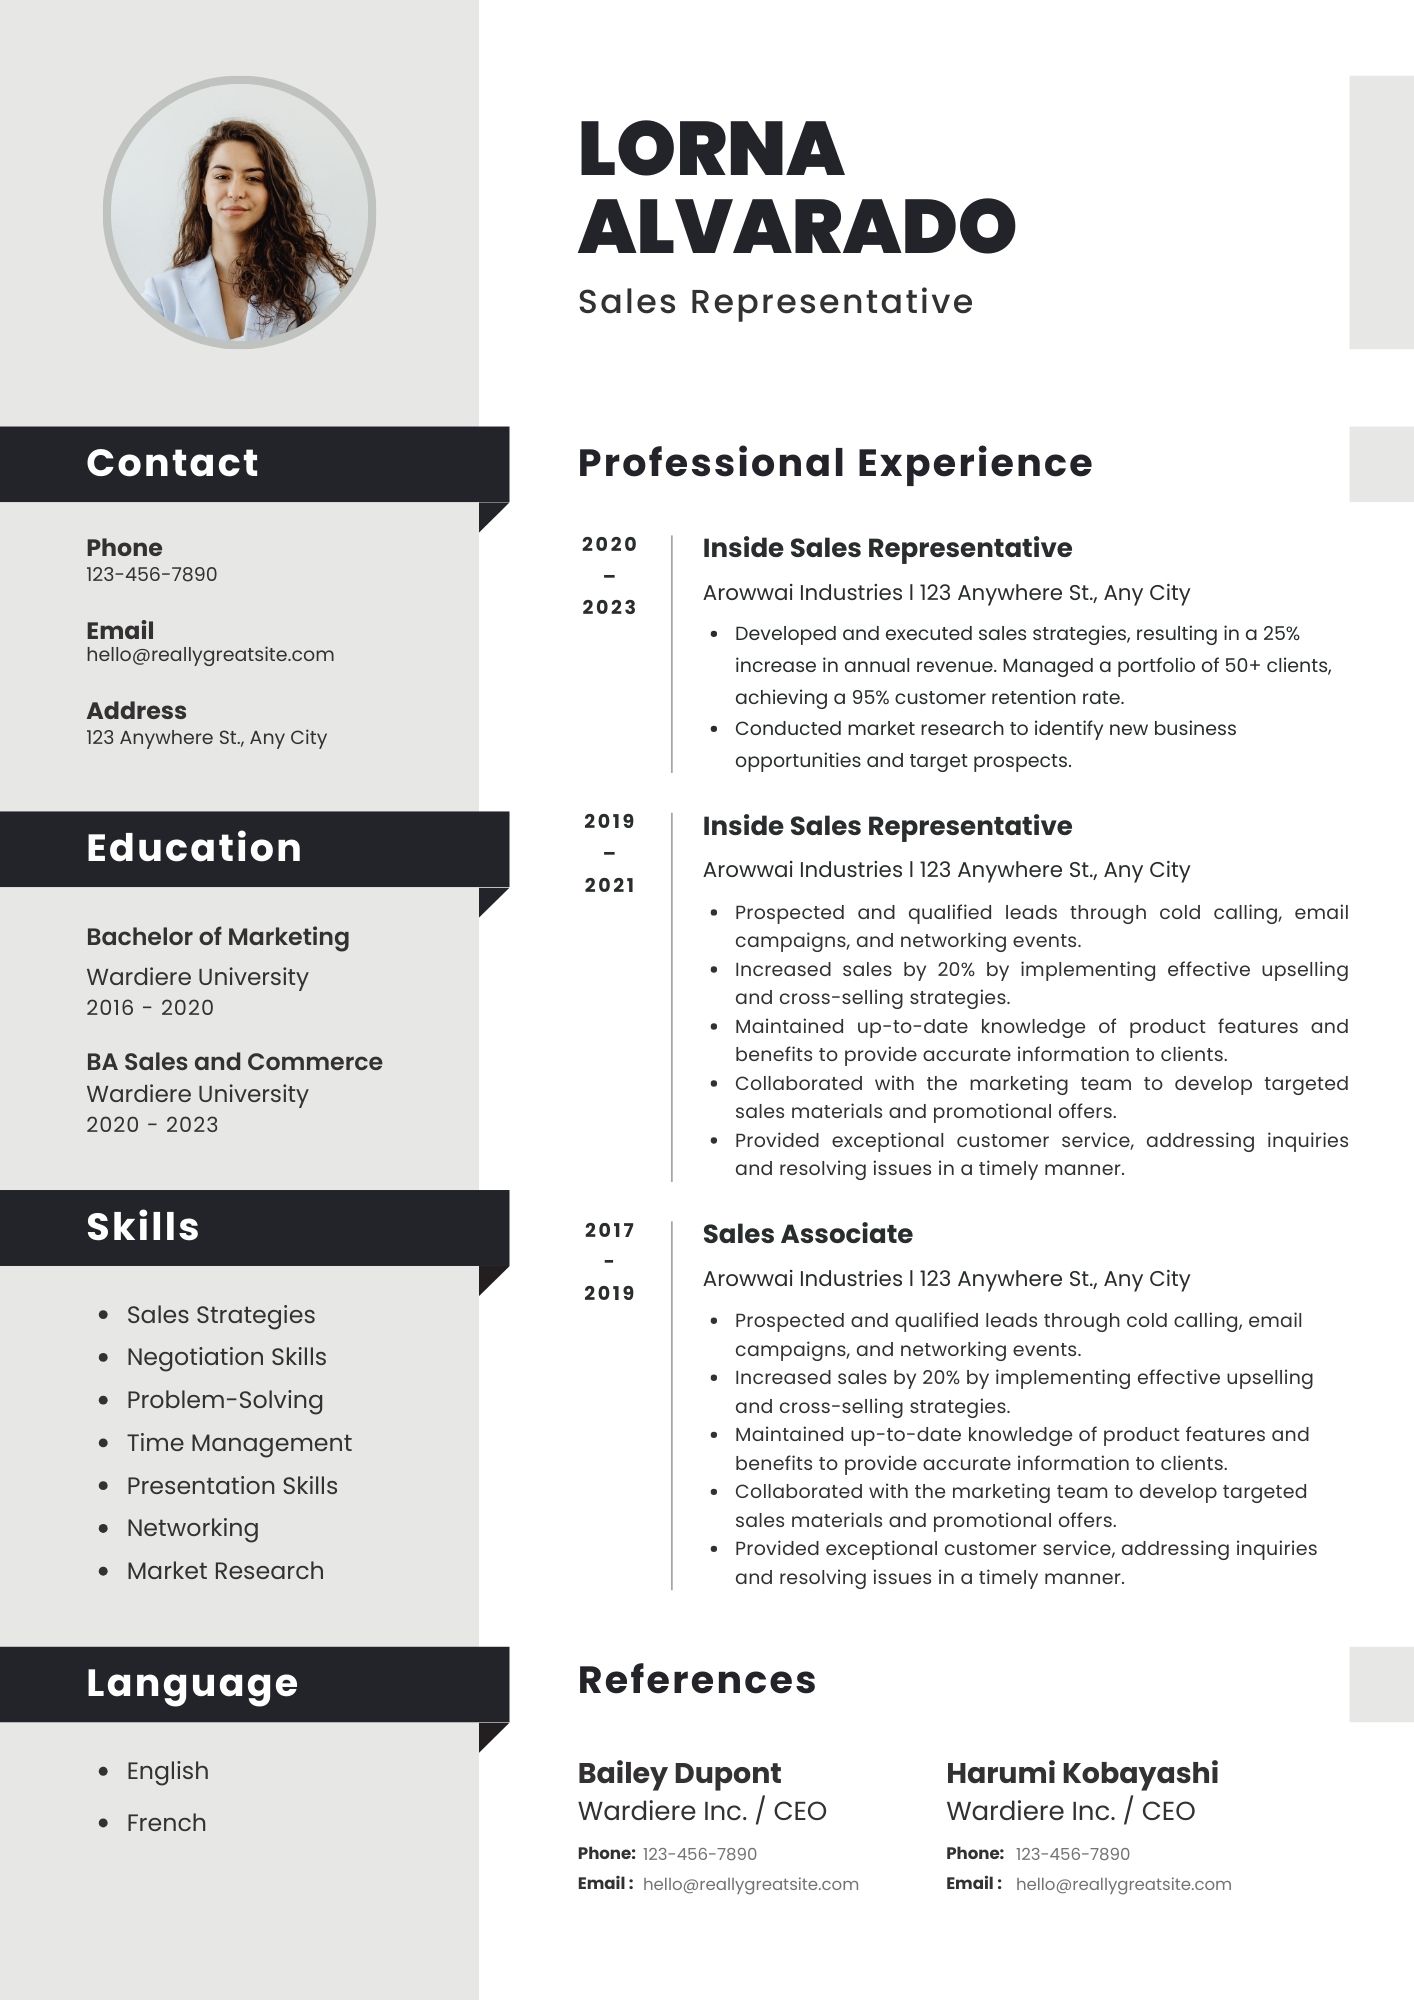 LORNA
ALVARADO
Sales Representative
Contact
Phone
123-456-7890
Email
hello@reallygreatsite.com
Address
123 Anywhere St., Any City
Education
Bachelor of Marketing
Wardiere University
2016 - 2020
BA Sales and Commerce
Wardiere University
2020 - 2023
Skills
• Sales Strategies
• Negotiation Skills
• Problem-Solving
• Time Management
• Presentation Skills
• Networking
• Market Research
Language
• English
• French
Professional Experience
2020
–
2023
Inside Sales Representative
Arowwai Industries l 123 Anywhere St., Any City
• Developed and executed sales strategies, resulting in a 25%
increase in annual revenue. Managed a portfolio of 50+ clients,
achieving a 95% customer retention rate.
• Conducted market research to identify new business
opportunities and target prospects.
2019
–
2021
Inside Sales Representative
Arowwai Industries l 123 Anywhere St., Any City
• Prospected and qualified leads through cold calling, email
campaigns, and networking events.
• Increased sales by 20% by implementing effective upselling
and cross-selling strategies.
• Maintained up-to-date knowledge of product features and
benefits to provide accurate information to clients.
• Collaborated with the marketing team to develop targeted
sales materials and promotional offers.
• Provided exceptional customer service, addressing inquiries
and resolving issues in a timely manner.
2017
-
2019
Sales Associate
Arowwai Industries l 123 Anywhere St., Any City
• Prospected and qualified leads through cold calling, email
campaigns, and networking events.
• Increased sales by 20% by implementing effective upselling
and cross-selling strategies.
• Maintained up-to-date knowledge of product features and
benefits to provide accurate information to clients.
• Collaborated with the marketing team to develop targeted
sales materials and promotional offers.
• Provided exceptional customer service, addressing inquiries
and resolving issues in a timely manner.
References
Bailey Dupont
Wardiere Inc. / CEO
Phone: 123-456-7890
Email : hello@reallygreatsite.com
Harumi Kobayashi
Wardiere Inc. / CEO
Phone: 123-456-7890
Email : hello@reallygreatsite.com